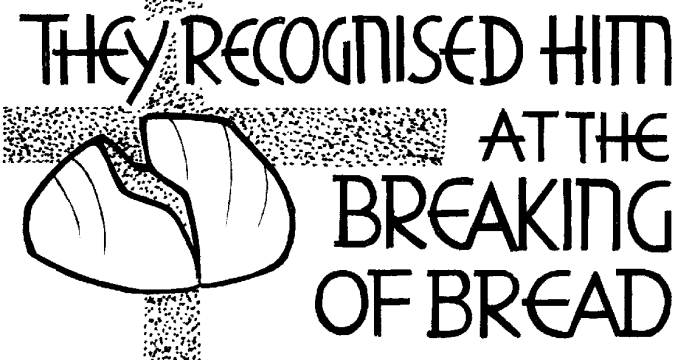 THEY RECOGNISED HIM
AT THE
BREAKING
OF BREAD